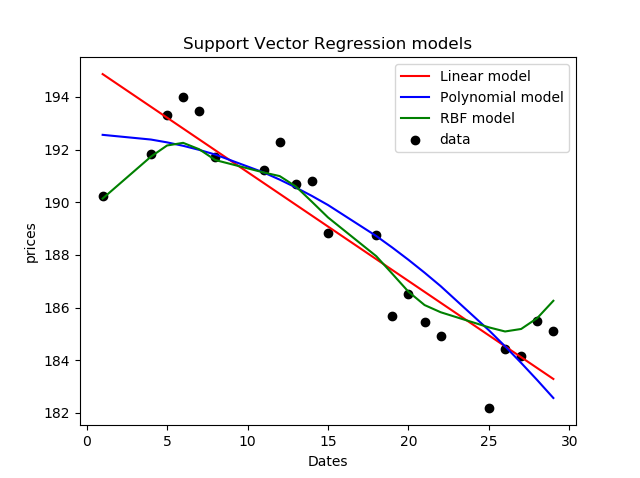 Support Vector Regression models
Linear model
Polynomial model
RBF model
data
prices
194
192
190
188
186
184
182
0 5 10 15 20 25 30
Dates